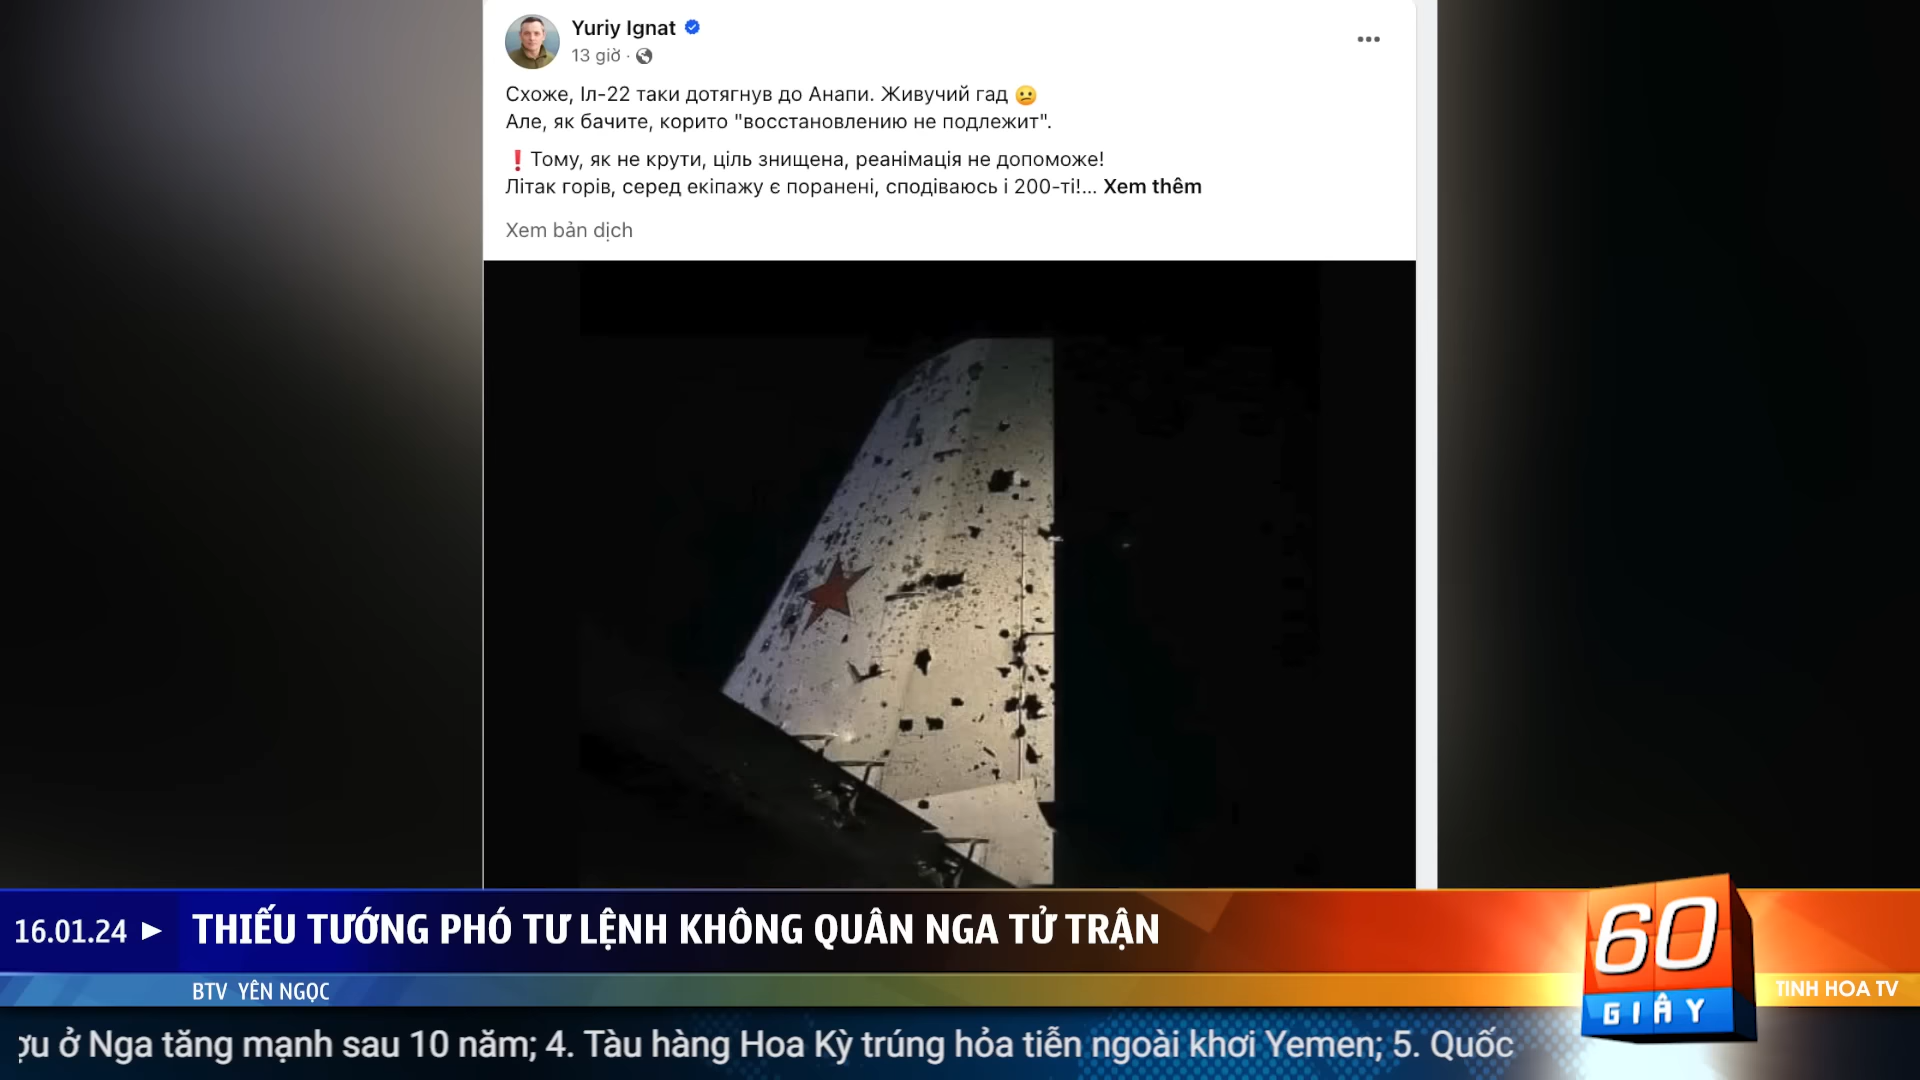 Yuriy Ignat
13 giờ ·
Схоже, Іл-22 таки дотягнув до Анапи. Живучий гад 😕
Але, як бачите, корито "восстановлению не подлежит".
❗Тому, як не крути, ціль знищена, реанімація не допоможе!
Літак горів, серед екіпажу є поранені, сподіваюсь і 200-ті!... Xem thêm
Xem bản dịch
16.01.24 ► THIẾU TƯỚNG PHÓ TƯ LỆNH KHÔNG QUÂN NGA TỬ TRẬN
BTV YÊN NGỌC
60
GIÂY
TINH HOA TV
ợu ở Nga tăng mạnh sau 10 năm; 4. Tàu hàng Hoa Kỳ trúng hỏa tiễn ngoài khơi Yemen; 5. Quốc